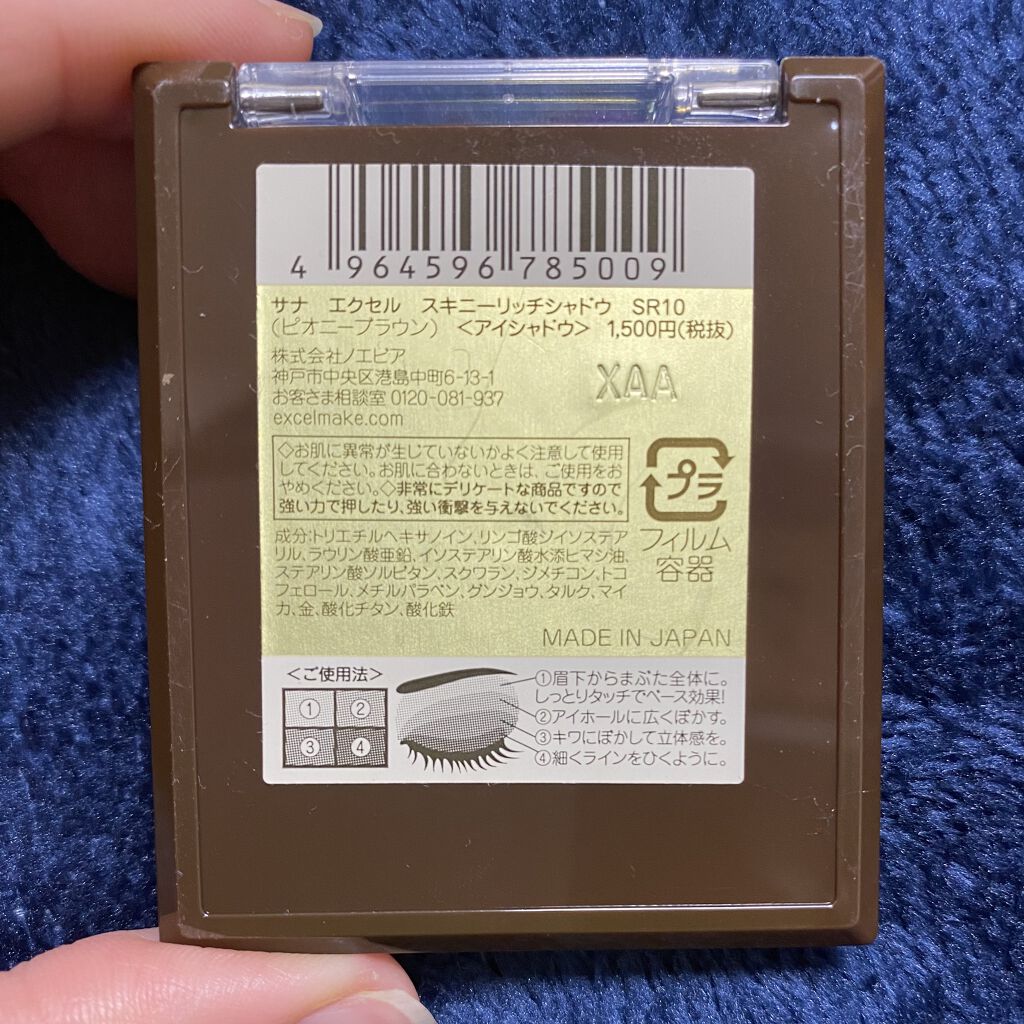 4 964596 785009
サナ エクセル スキニーリッチシャドウ SR10
(ピオニーブラウン) <アイシャドウ> 1,500円(税抜)
株式会社ノエビア
神戸市中央区港島中町6-13-1
お客さま相談室 0120-081-937
excelmake.com
XAA
◇お肌に異常が生じていないかよく注意して使用
してください。お肌に合わないときは、ご使用をお
やめください。◇非常にデリケートな商品ですので
強い力で押したり、強い衝撃を与えないでください。
プラ
フィルム
容器
成分:トリエチルヘキサノイン、リンゴ酸ジイソステア
リル、ラウリン酸亜鉛、イソステアリン酸水添ヒマシ油、
ステアリン酸ソルビタン、スクワラン、ジメチコン、トコ
フェロール、メチルパラベン、グンジョウ、タルク、マイ
カ、金、酸化チタン、酸化鉄
MADE IN JAPAN
<ご使用法>
① ②
③ ④
①眉下からまぶた全体に。
しっとりタッチでベース効果!
②アイホールに広くぼかす。
③キワにぼかして立体感を。
④細くラインをひくように。